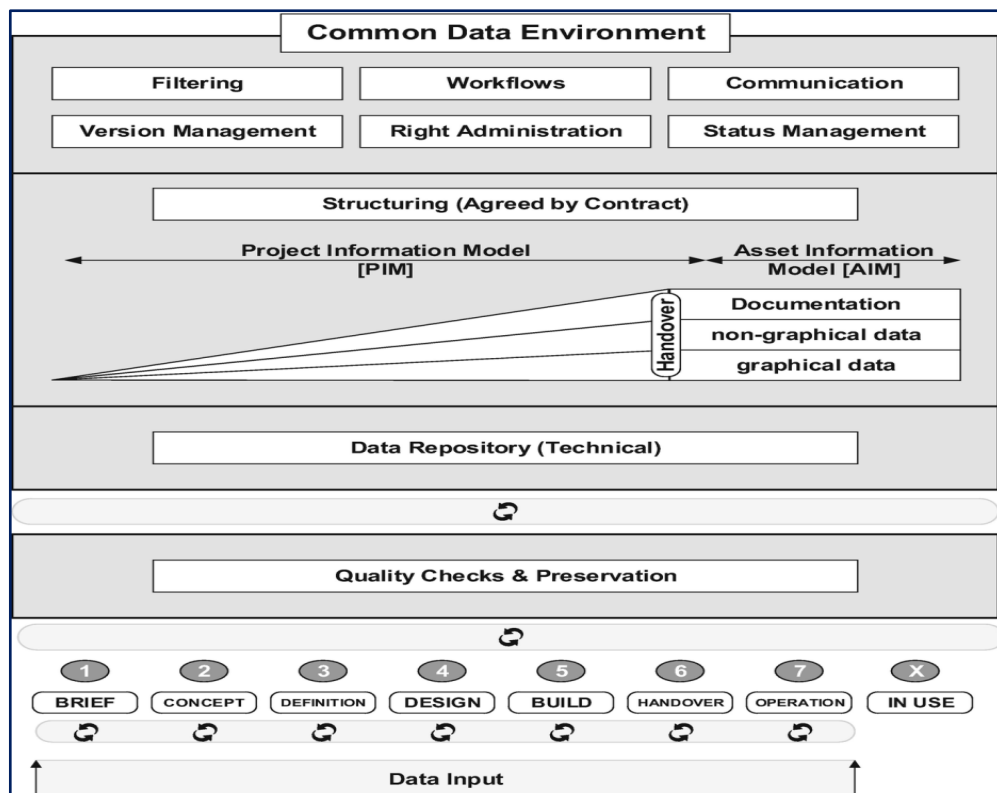 Common Data Environment
Filtering
Workflows
Communication
Version Management
Right Administration
Status Management
Structuring (Agreed by Contract)
Project Information Model
[PIM]
Asset Information
Model [AIM]
Handover
Documentation
non-graphical data
graphical data
Data Repository (Technical)
Quality Checks & Preservation
1
2
3
4
5
6
7
X
BRIEF
CONCEPT
DEFINITION
DESIGN
BUILD
HANDOVER
OPERATION
IN USE
Data Input